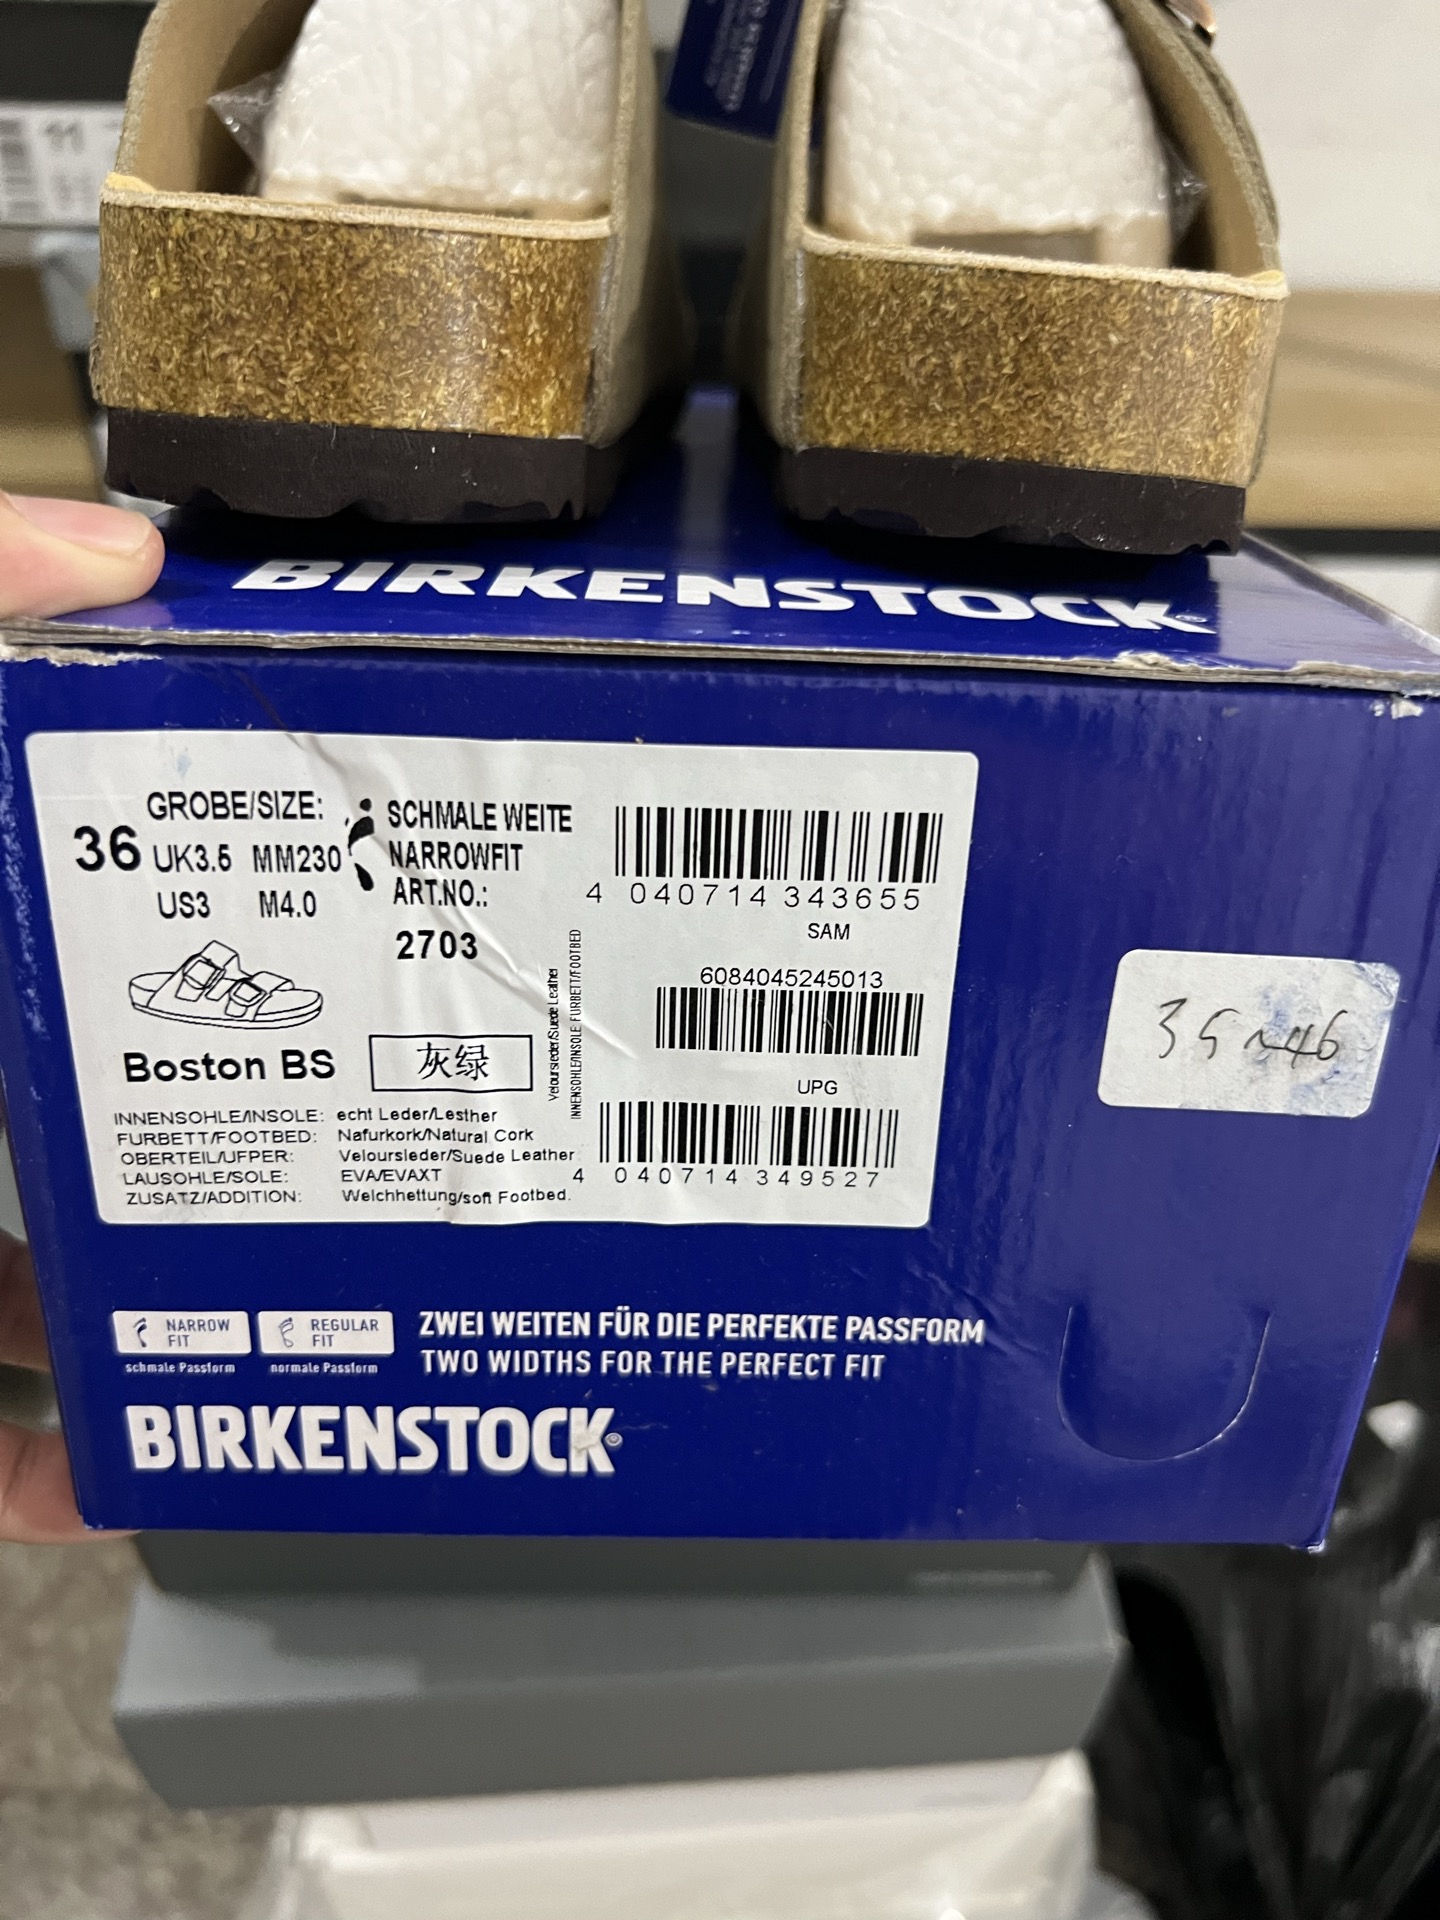 11
BIRKENSTOCK
GROBE/SIZE:
36
UK3.5 MM230
US3 M4.0
SCHMALE WEITE
NARROWFIT
ART.NO.:
2703
4 040714 343655
SAM
6084045245013
UPG
4 040714 349527
Veloursleder/Suede Leather
INNENSOHLE/INSOLE FURBETT/FOOTBED
Boston BS
灰绿
INNENSOHLE/INSOLE: echt Leder/Lesther
FURBETT/FOOTBED: Nafurkork/Natural Cork
OBERTEIL/UFPER: Veloursleder/Suede Leather
LAUSOHLE/SOLE: EVA/EVAXT
ZUSATZ/ADDITION: Welchhettung/soft Footbed.
35~46
NARROW FIT
schmale Passform
REGULAR FIT
normale Passform
ZWEI WEITEN FÜR DIE PERFEKTE PASSFORM
TWO WIDTHS FOR THE PERFECT FIT
BIRKENSTOCK